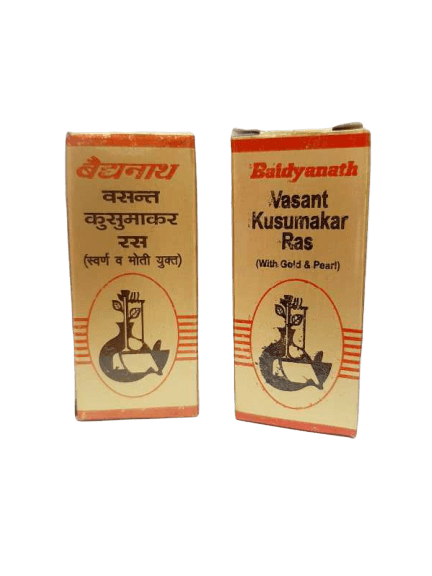 बैद्यनाथ
वसन्त
कुसुमाकर
रस
(स्वर्ण व मोती युक्त)
Baidyanath
Vasant
Kusumakar
Ras
(With Gold & Pearl)